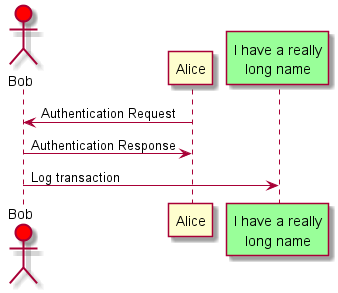 Bob
Alice
I have a really
long name
Authentication Request
Authentication Response
Log transaction
Bob
Alice
I have a really
long name